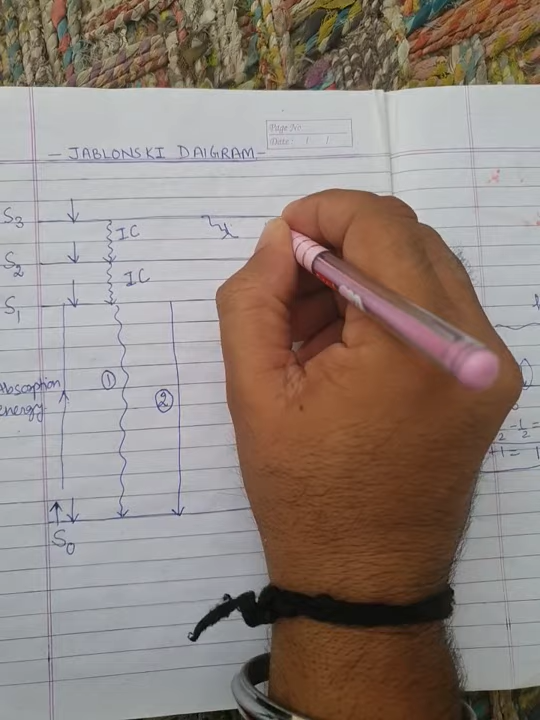 Page No
Date: / /
- JABLONSKI DAIGRAM -
S3
IC
S2
IC
S1
Absorption
energy
①
②
S0